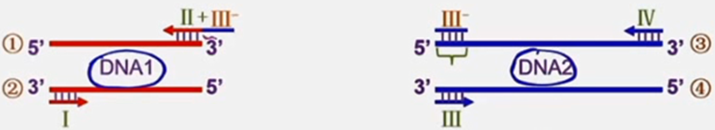 II+III⁻ III⁻ IV
① 5' 3' 5' 3' ③
DNA1 DNA2
② 3' 5' 3' 5' ④
I III